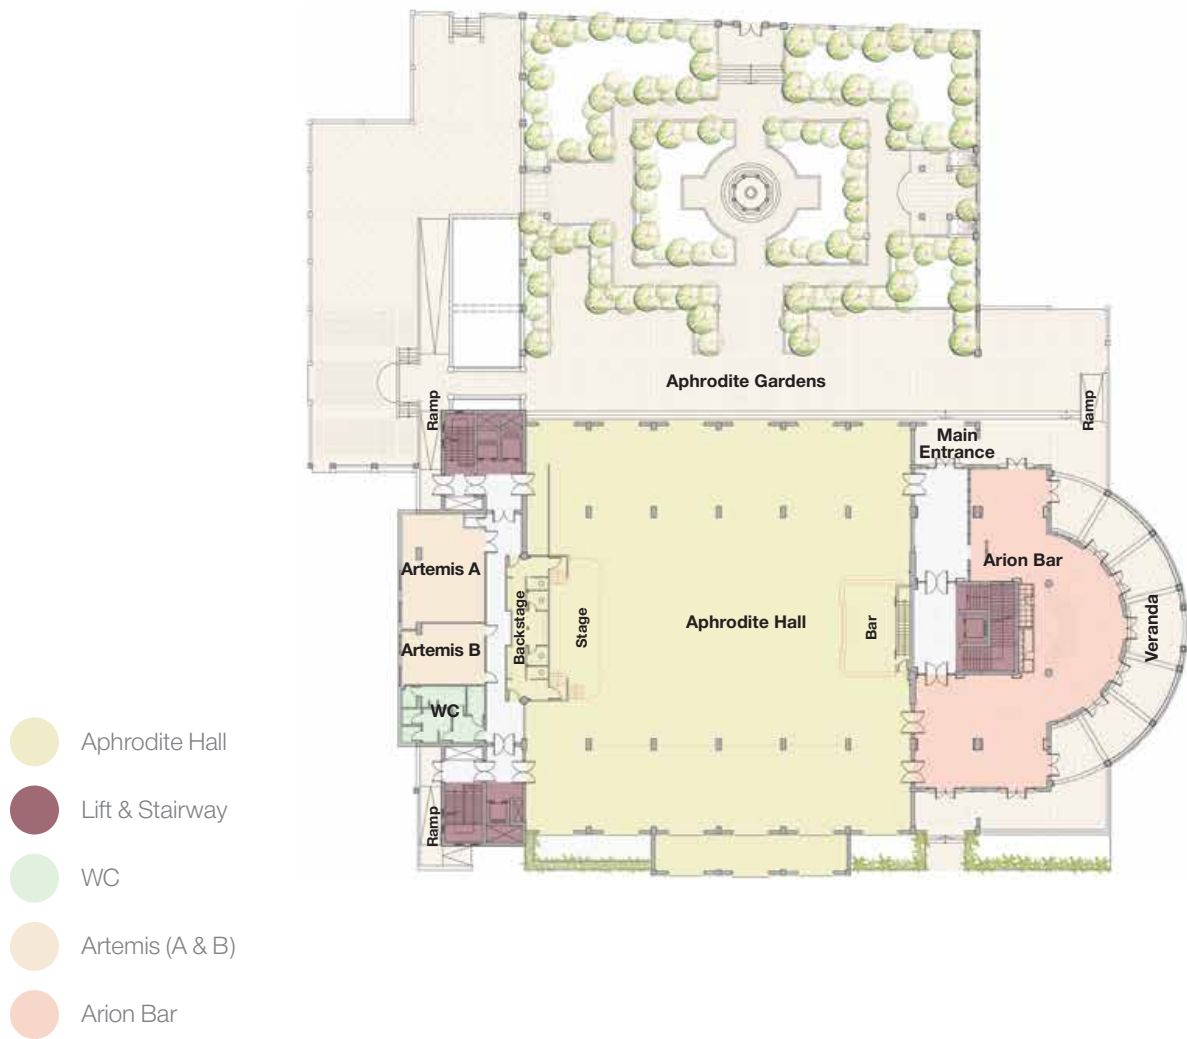 Aphrodite Gardens
Ramp
Ramp
Main
Entrance
Artemis A
Arion Bar
Artemis B
Backstage
Stage
Aphrodite Hall
Bar
Veranda
WC
Ramp
Aphrodite Hall
Lift & Stairway
WC
Artemis (A & B)
Arion Bar